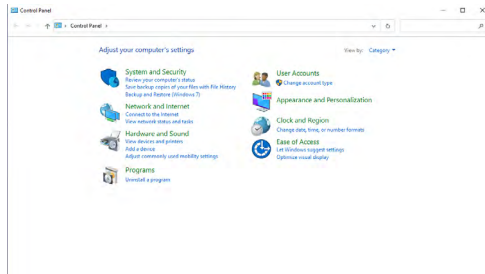 Control Panel
Control Panel
Adjust your computer's settings
View by: Category
System and Security
Review your computer's status
Save backup copies of your files with File History
Backup and Restore (Windows 7)
Network and Internet
Connect to the Internet
View network status and tasks
Hardware and Sound
View devices and printers
Add a device
Adjust commonly used mobility settings
Programs
Uninstall a program
User Accounts
Change account type
Appearance and Personalization
Clock and Region
Change date, time, or number formats
Ease of Access
Let Windows suggest settings
Optimize visual display